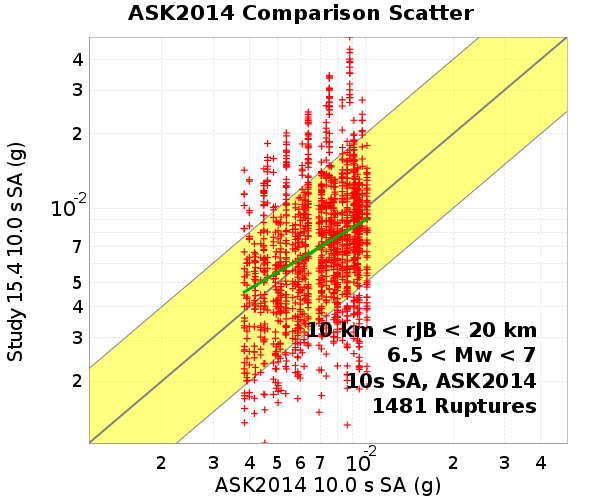 ASK2014 Comparison Scatter
Study 15.4 10.0 s SA (g)
4
3
2
10-2
7
5
4
3
2
10 km < rJB < 20 km
6.5 < Mw < 7
10s SA, ASK2014
1481 Ruptures
2 3 4 5 6 7 10-2 2 3 4
ASK2014 10.0 s SA (g)